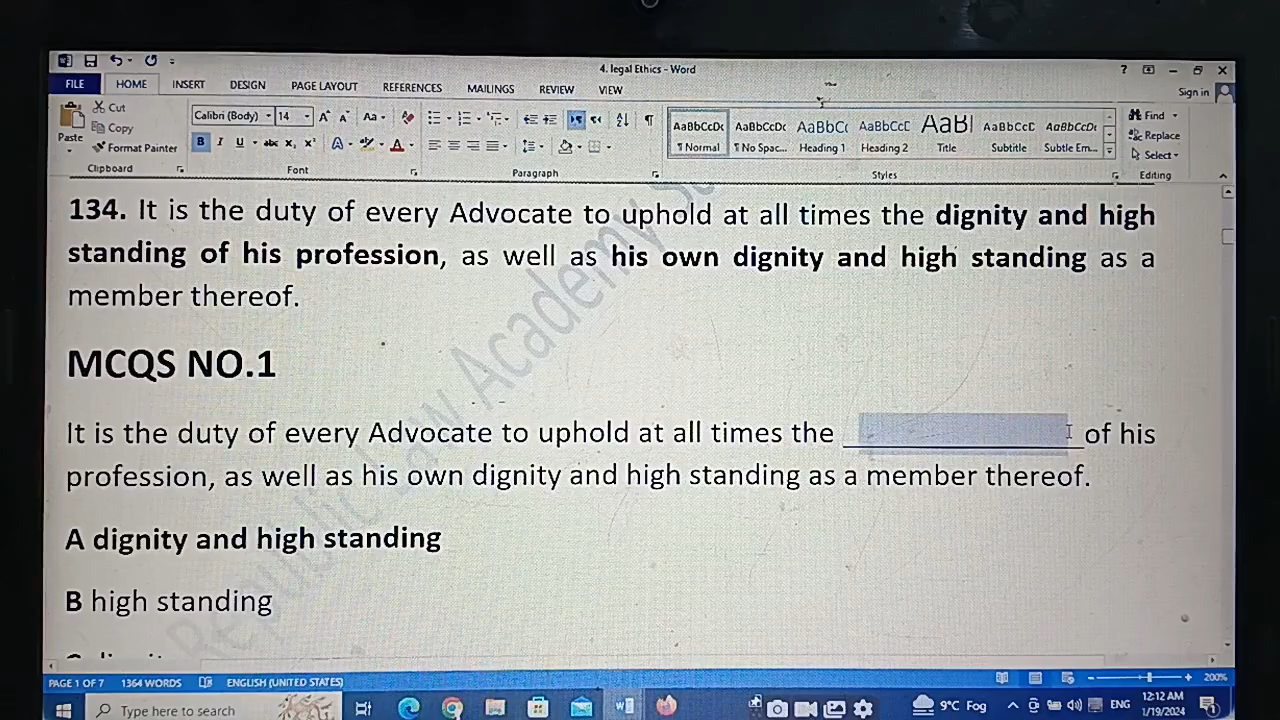 4. legal Ethics - Word
?
Sign in
FILE HOME INSERT DESIGN PAGE LAYOUT REFERENCES MAILINGS REVIEW VIEW
Cut
Copy
Format Painter
Paste
Calibri (Body) 14
Find
Replace
Select
AaBbCcDc AaBbCcDc AaBbC( AaBbCcD AaBl AaBbCcC AaBbCcDc
¶ Normal ¶ No Spac... Heading 1 Heading 2 Title Subtitle Subtle Em...
Clipboard Font Paragraph Styles Editing
134. It is the duty of every Advocate to uphold at all times the dignity and high
standing of his profession, as well as his own dignity and high standing as a
member thereof.
MCQS NO.1
It is the duty of every Advocate to uphold at all times the ____________ of his
profession, as well as his own dignity and high standing as a member thereof.
A dignity and high standing
B high standing
Republic Law Academy
PAGE 1 OF 7 1364 WORDS ENGLISH (UNITED STATES) 200%
Type here to search
9°C Fog
ENG
12:12 AM
1/19/2024